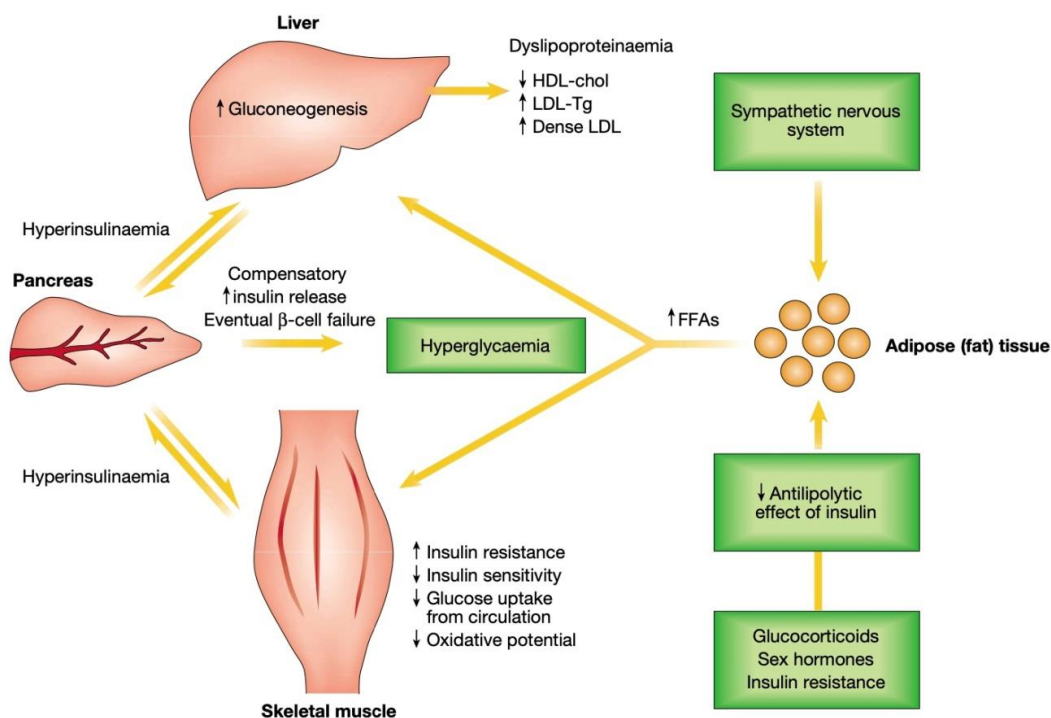 Liver
↑ Gluconeogenesis
Dyslipoproteinaemia
↓ HDL-chol
↑ LDL-Tg
↑ Dense LDL
Sympathetic nervous
system
Hyperinsulinaemia
Pancreas
Compensatory
↑insulin release
Eventual β-cell failure
Hyperglycaemia
↑FFAs
Adipose (fat) tissue
Hyperinsulinaemia
↓ Antilipolytic
effect of insulin
↑ Insulin resistance
↓ Insulin sensitivity
↓ Glucose uptake
from circulation
↓ Oxidative potential
Glucocorticoids
Sex hormones
Insulin resistance
Skeletal muscle